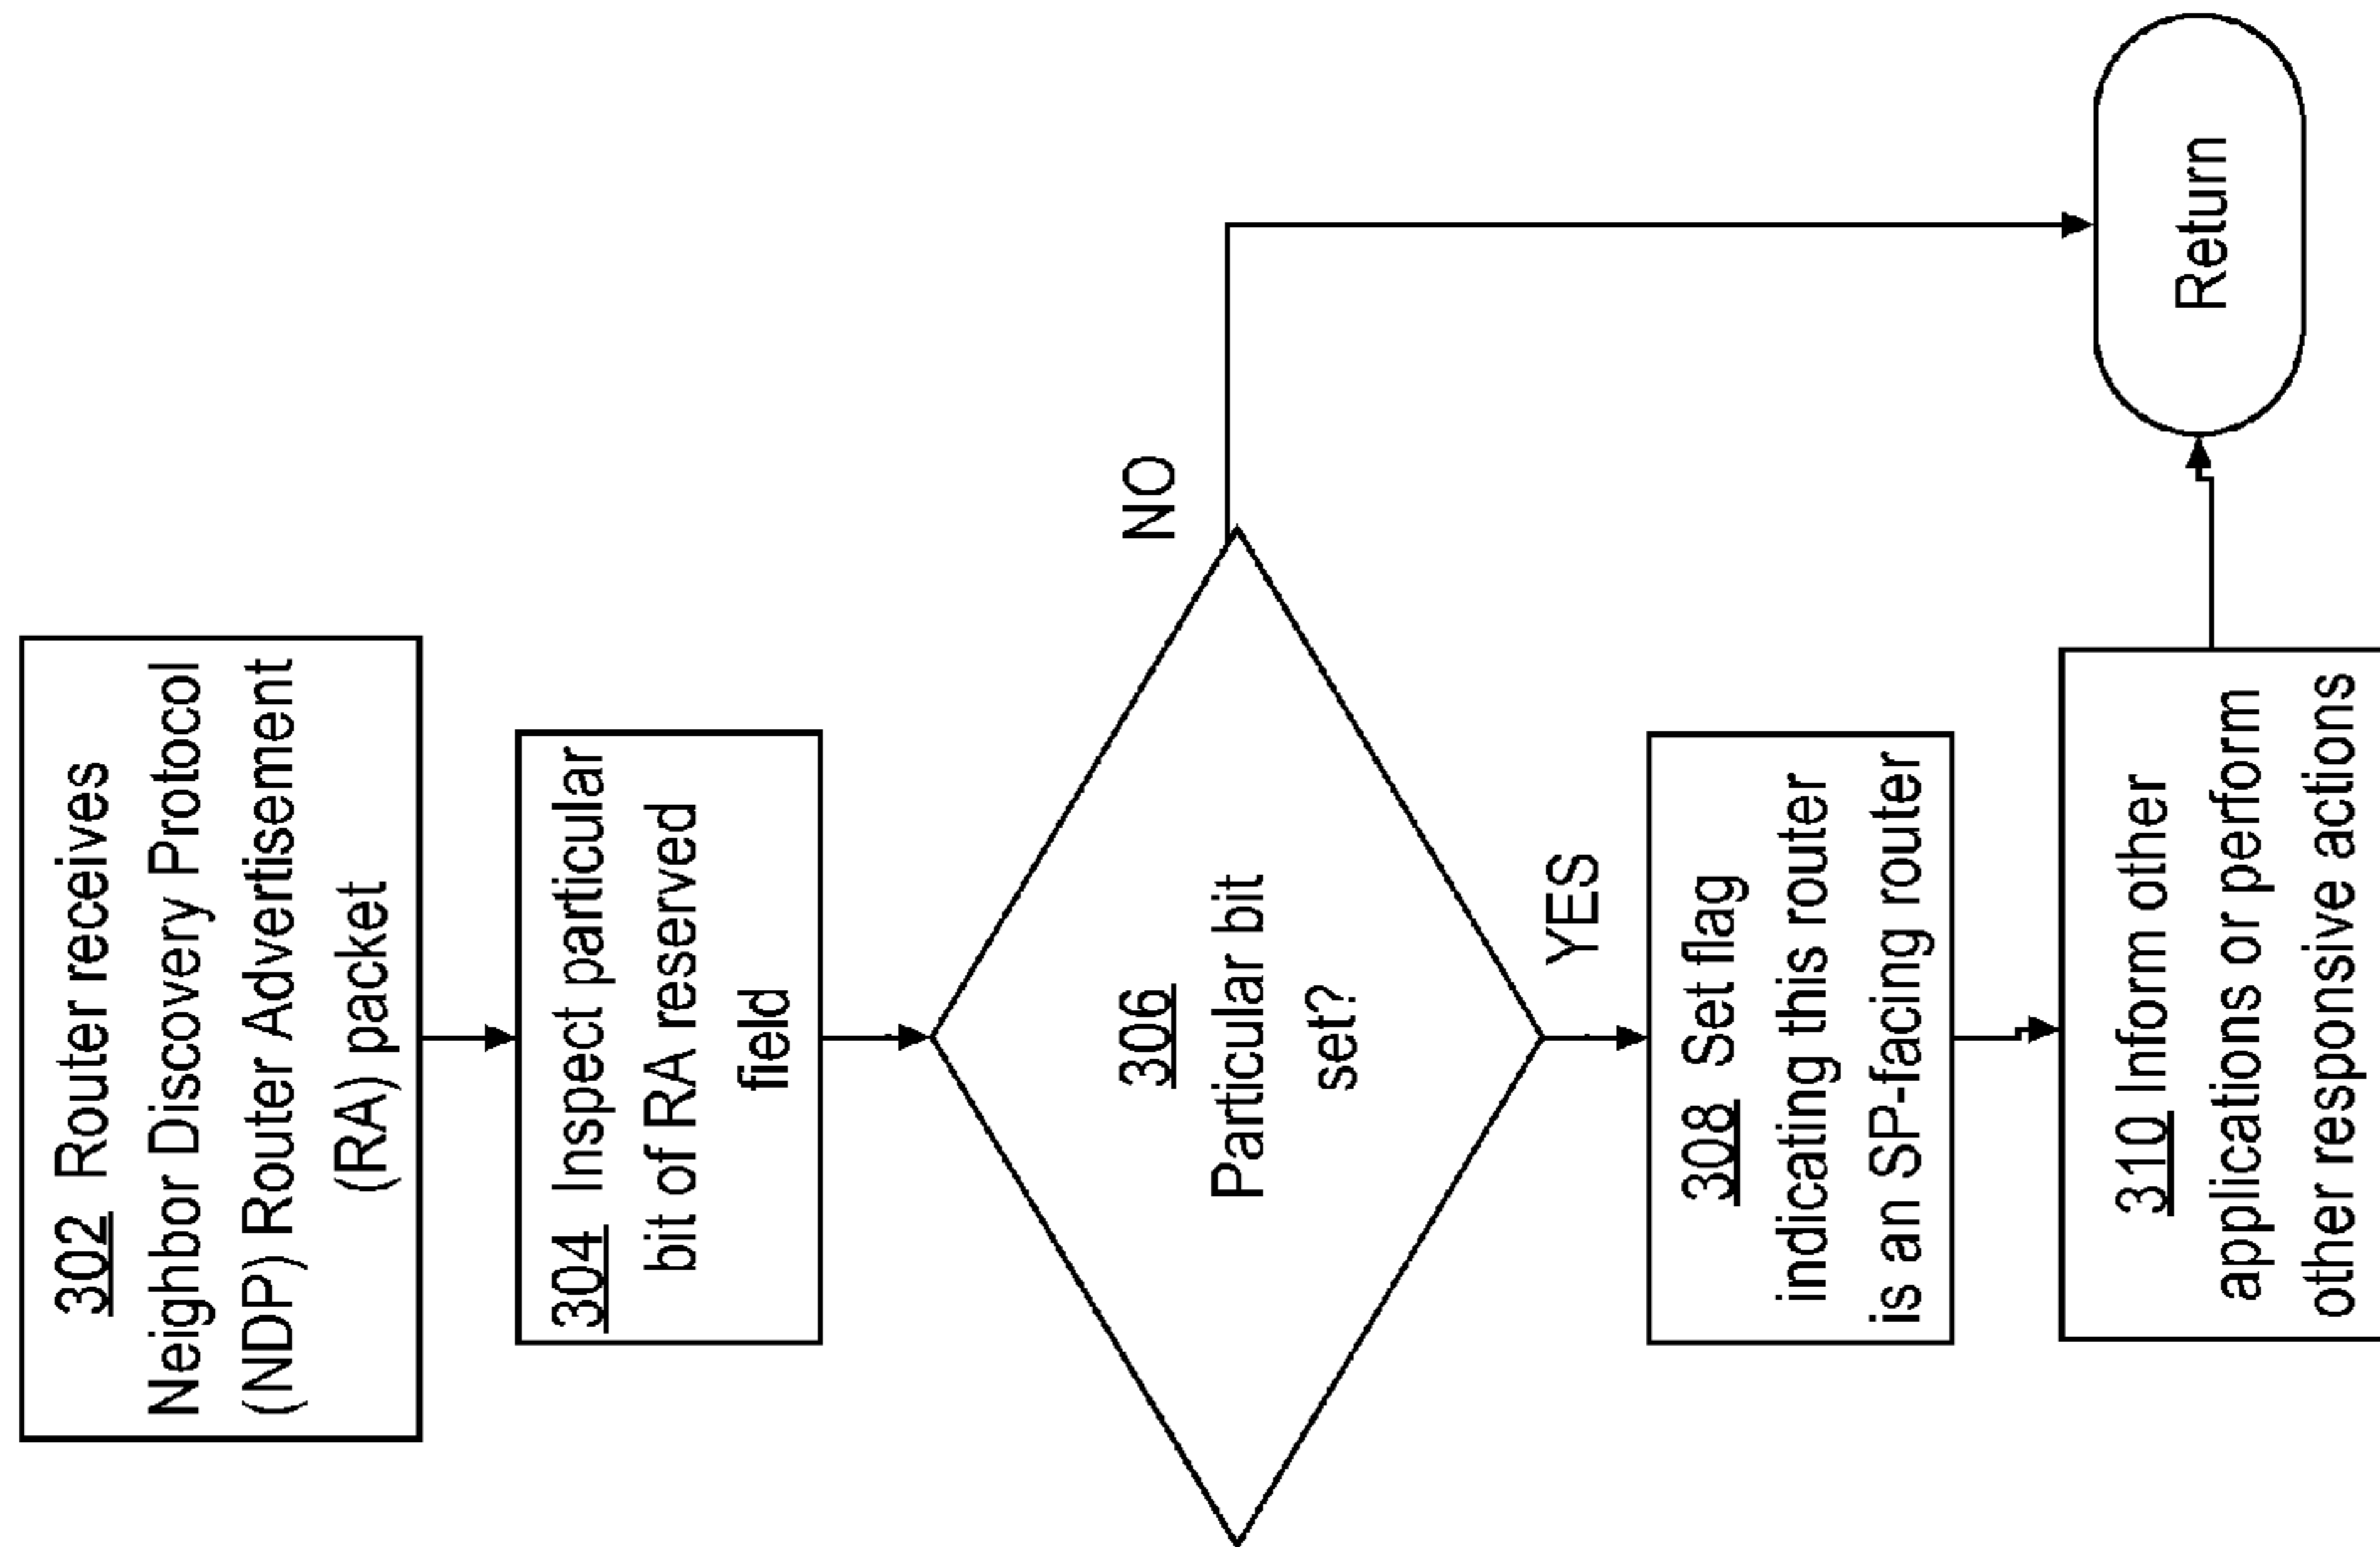 302 Router receives
Neighbor Discovery Protocol
(NDP) Router Advertisement
(RA) packet
304 Inspect particular
bit of RA reserved
field
306
Particular bit
set?
NO
YES
308 Set flag
indicating this router
is an SP-facing router
310 Inform other
applications or perform
other responsive actions
Return